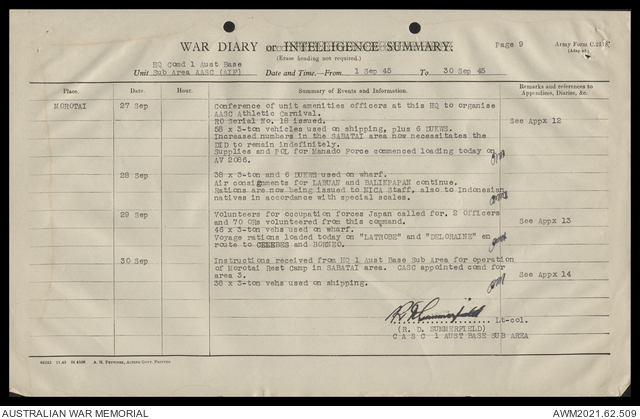 WAR DIARY or INTELLIGENCE SUMMARY.
Page 9
Army Form C.2118
(Erase heading not required.)
HQ Comd 1 Aust Base
Unit Sub Area AASC (AIF) Date and Time.—From 1 Sep 45 To 30 Sep 45
Place. Date Hour. Summary of Events and Information. Remarks and references to Appendices, Diaries, &c.
MOROTAI 27 Sep Conference of unit amenities officers at this HQ to organise
AASC Athletic Carnival.
RO Serial No. 18 issued. See Appx 12
58 x 3-ton vehicles used on shipping, plus 6 DUKWS.
Increased numbers in the SABATAI area now necessitates the
DID to remain indefinitely.
Supplies and POL for Manado Force commenced loading today on
AV 2086.
28 Sep 38 x 3-ton and 6 DUKWS used on wharf.
Air consignments for LABUAN and BALIKPAPAN continue.
Rations are now being issued to NICA Staff, also to Indonesian
natives in accordance with special scales.
29 Sep Volunteers for occupation forces Japan called for. 2 Officers
and 70 ORs volunteered from this command. See Appx 13
46 x 3-ton vehs used on wharf.
Voyage rations loaded today on "LATROBE" and "DELORAINE" en
route to CELEBES and BORNEO.
30 Sep Instructions received from HQ 1 Aust Base Sub Area for operation
of Morotai Rest Camp in SABATAI area. CASC appointed comd for
area 3. See Appx 14
38 x 3-ton vehs used on shipping.
R D Summerfield Lt-col.
(R. D. SUMMERFIELD)
C A S C 1 AUST BASE SUB AREA
A. H. Pettifer, Acting Govt. Printer
AUSTRALIAN WAR MEMORIAL
AWM2021.62.509